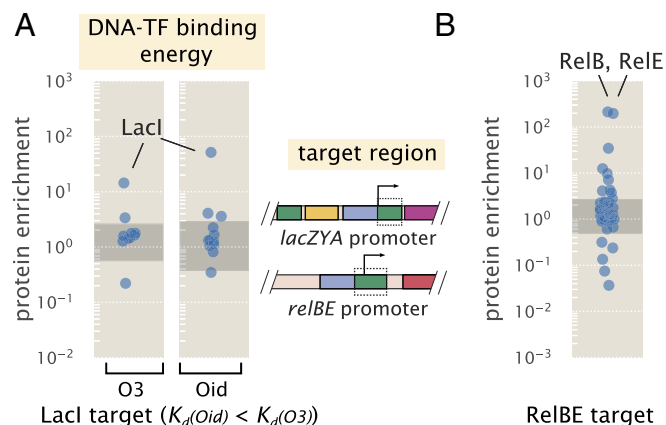 A
DNA-TF binding
energy
protein enrichment
10³
10²
10¹
10⁰
10⁻¹
10⁻²
LacI
O3
Oid
LacI target (Kd(Oid) < Kd(O3))
target region
lacZYA promoter
relBE promoter
B
RelB, RelE
protein enrichment
10³
10²
10¹
10⁰
10⁻¹
10⁻²
10⁻³
RelBE target